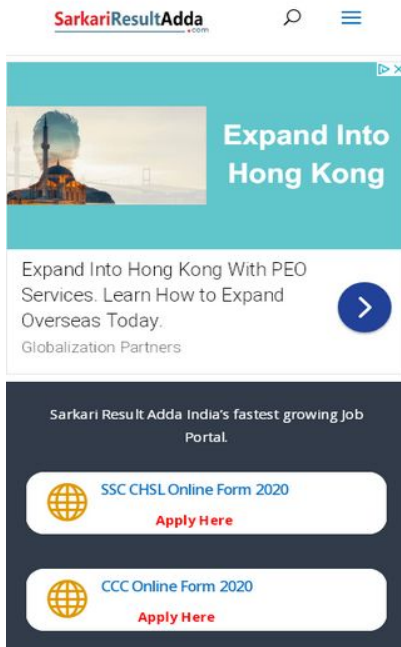 SarkariResultAdda
.com
Expand Into
Hong Kong
Expand Into Hong Kong With PEO
Services. Learn How to Expand
Overseas Today.
Globalization Partners
Sarkari Result Adda India's fastest growing Job
Portal.
SSC CHSL Online Form 2020
Apply Here
CCC Online Form 2020
Apply Here